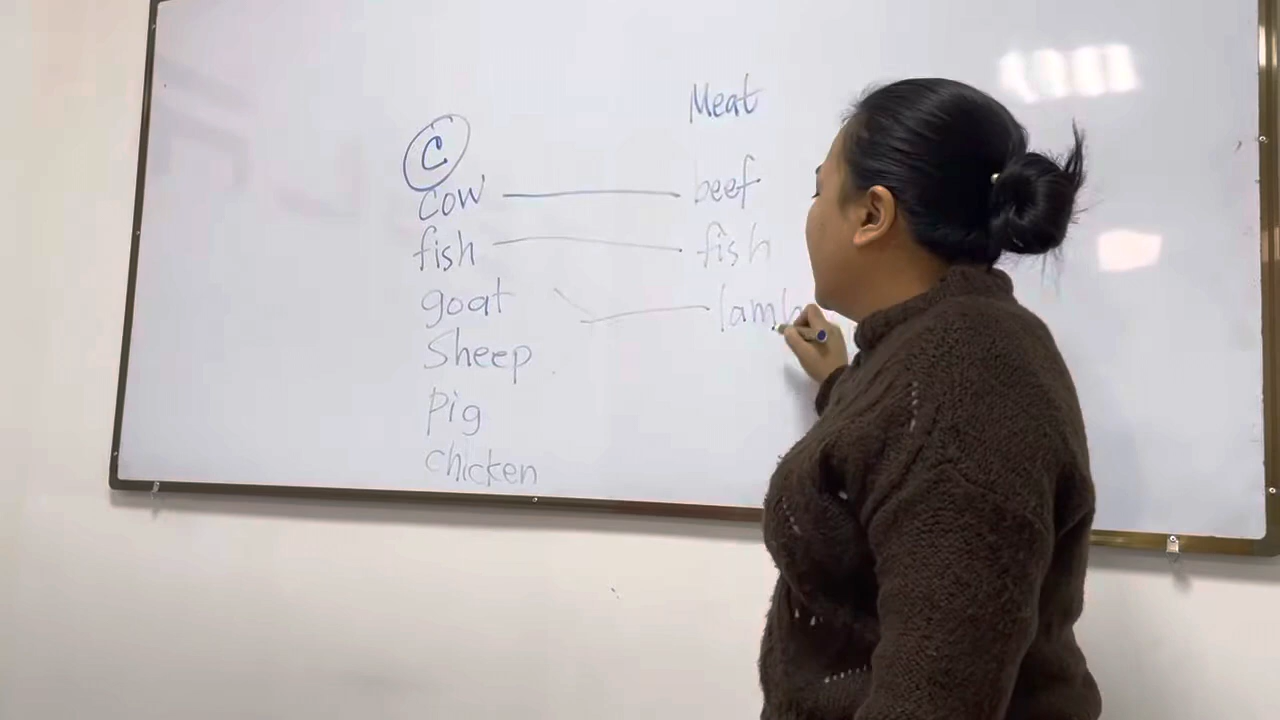 Meat
C
cow beef
fish fish
goat lamb
Sheep
Pig
chicken